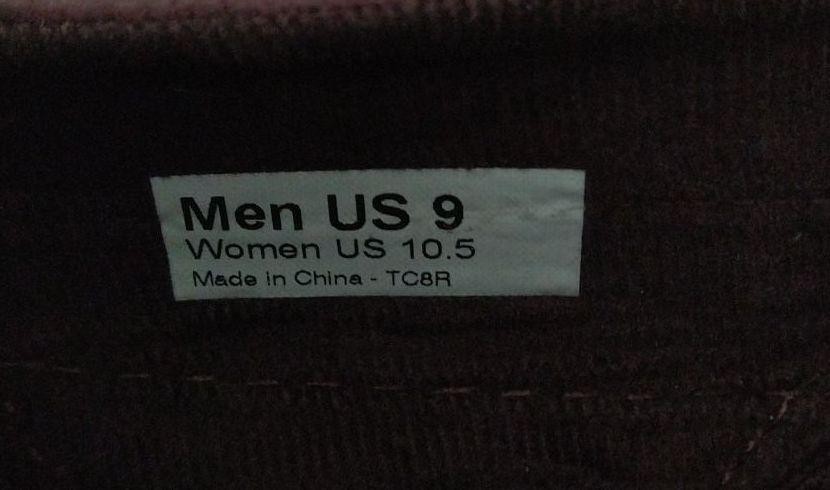 Men US 9
Women US 10.5
Made in China - TC8R